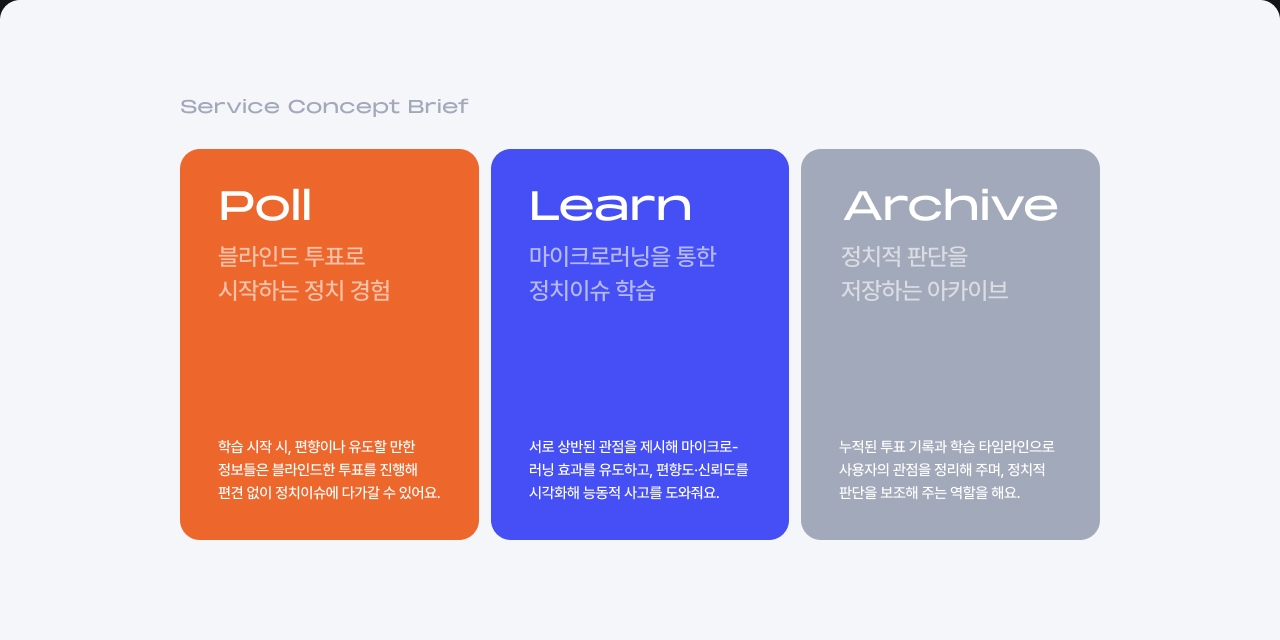 Service Concept Brief
Poll
블라인드 투표로
시작하는 정치 경험
학습 시작 시, 편향이나 유도할 만한
정보들은 블라인드한 투표를 진행해
편견 없이 정치이슈에 다가갈 수 있어요.
Learn
마이크로러닝을 통한
정치이슈 학습
서로 상반된 관점을 제시해 마이크로-
러닝 효과를 유도하고, 편향도·신뢰도를
시각화해 능동적 사고를 도와줘요.
Archive
정치적 판단을
저장하는 아카이브
누적된 투표 기록과 학습 타임라인으로
사용자의 관점을 정리해 주며, 정치적
판단을 보조해 주는 역할을 해요.